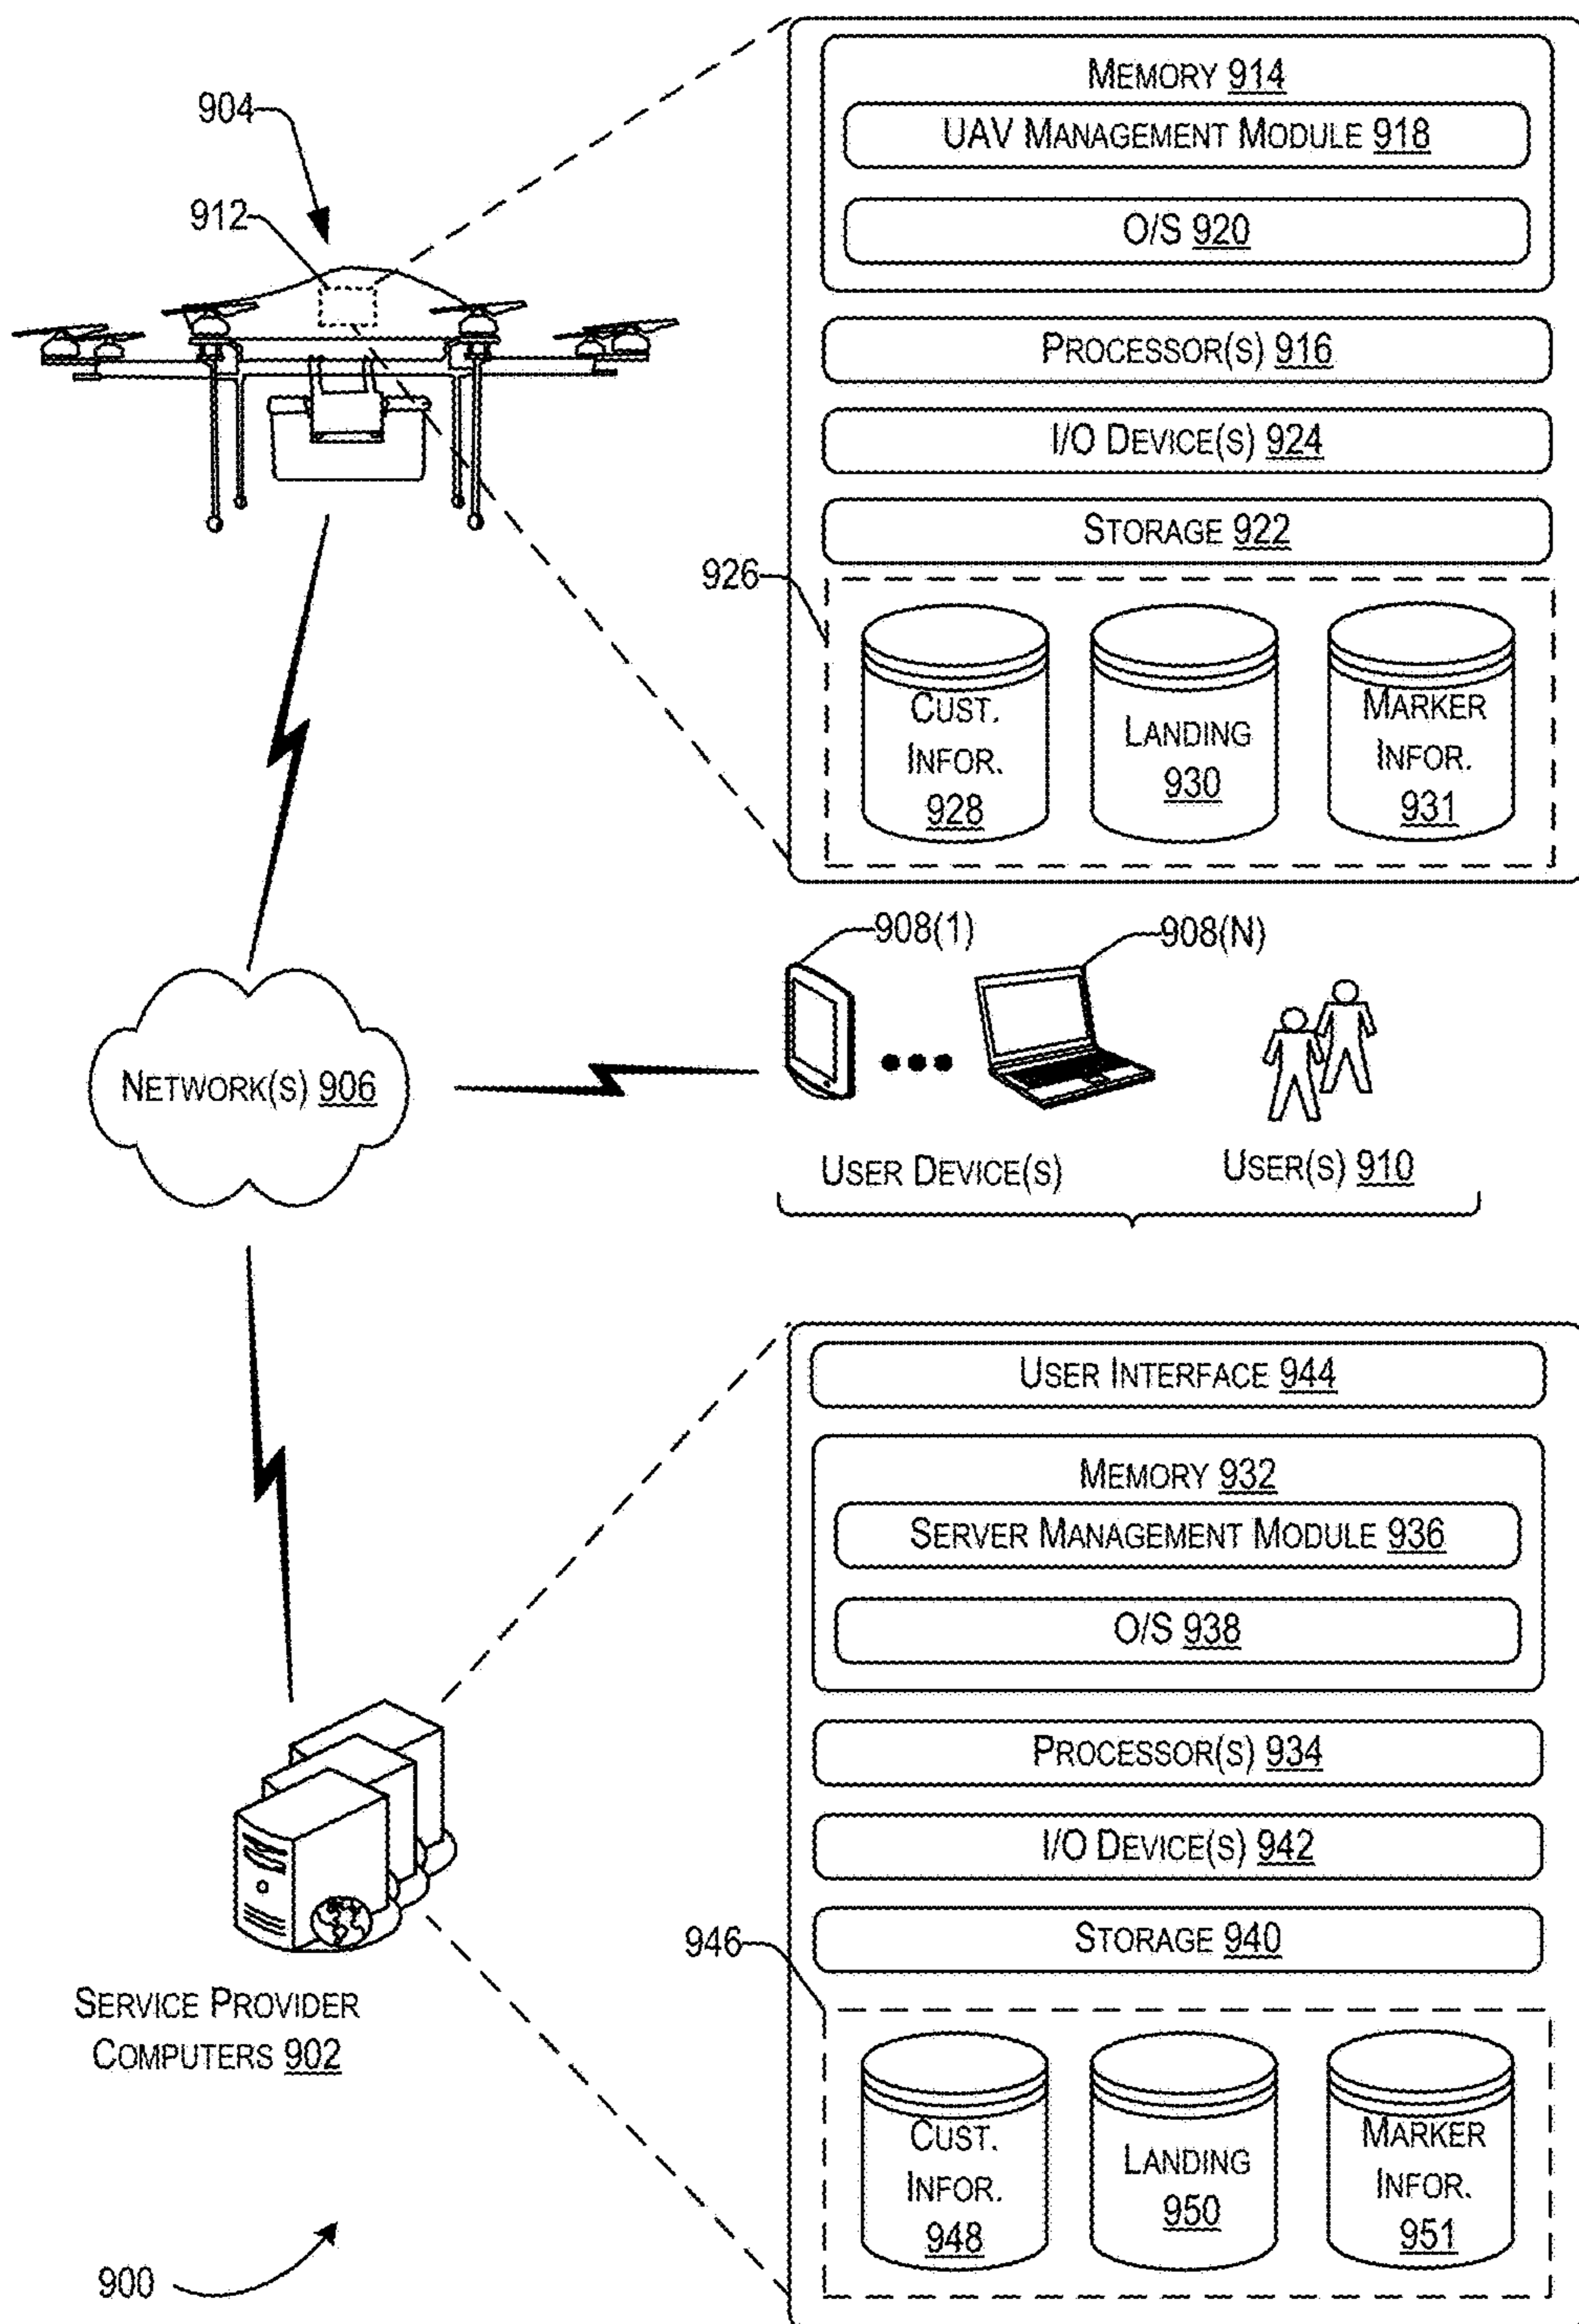 904
912
MEMORY 914
UAV MANAGEMENT MODULE 918
O/S 920
PROCESSOR(S) 916
I/O DEVICE(S) 924
STORAGE 922
926
CUST.
INFOR.
928
LANDING
930
MARKER
INFOR.
931
908(1)
908(N)
NETWORK(S) 906
USER DEVICE(S)
USER(S) 910
USER INTERFACE 944
MEMORY 932
SERVER MANAGEMENT MODULE 936
O/S 938
PROCESSOR(S) 934
I/O DEVICE(S) 942
STORAGE 940
946
SERVICE PROVIDER
COMPUTERS 902
CUST.
INFOR.
948
LANDING
950
MARKER
INFOR.
951
900